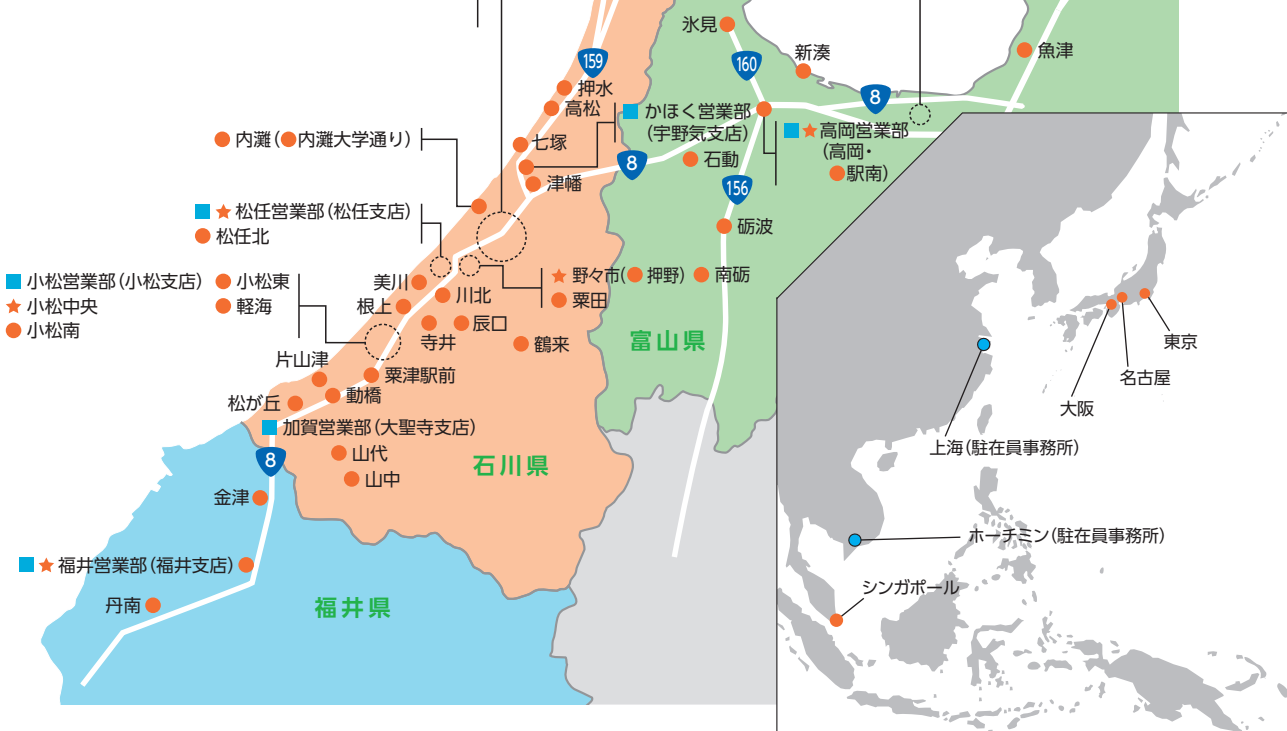 氷見
新湊
魚津
159
160
8
押水
高松
かほく営業部
(宇野気支店)
高岡営業部
(高岡・
駅南)
内灘(●内灘大学通り)
七塚
8
石動
津幡
156
松任営業部(松任支店)
松任北
砺波
小松営業部(小松支店)
小松東
小松中央
軽海
小松南
美川
川北
根上
野々市(●押野)
粟田
南砺
寺井
辰口
鶴来
富山県
片山津
粟津駅前
動橋
松が丘
加賀営業部(大聖寺支店)
8
山代
山中
石川県
金津
福井営業部(福井支店)
丹南
福井県
東京
名古屋
大阪
上海(駐在員事務所)
ホーチミン(駐在員事務所)
シンガポール